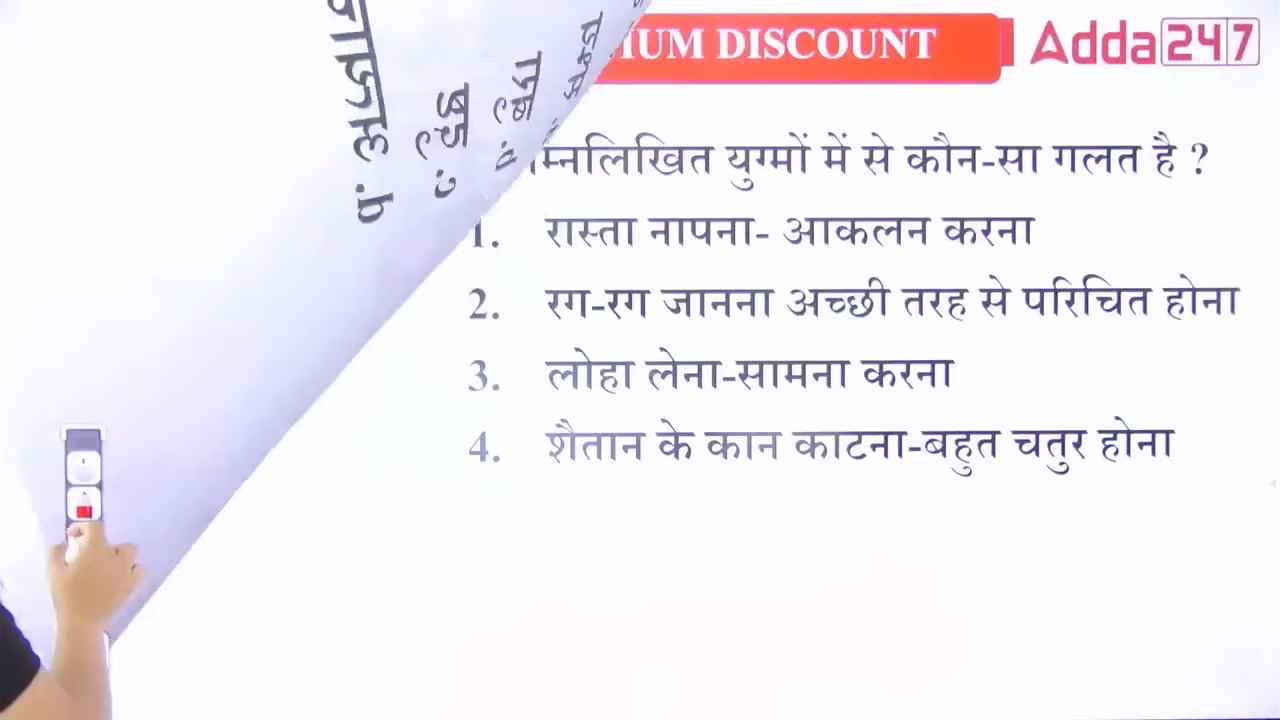 IUM DISCOUNT
Adda247
म्नलिखित युग्मों में से कौन-सा गलत है ?
1. रास्ता नापना- आकलन करना
2. रग-रग जानना अच्छी तरह से परिचित होना
3. लोहा लेना-सामना करना
4. शैतान के कान काटना-बहुत चतुर होना